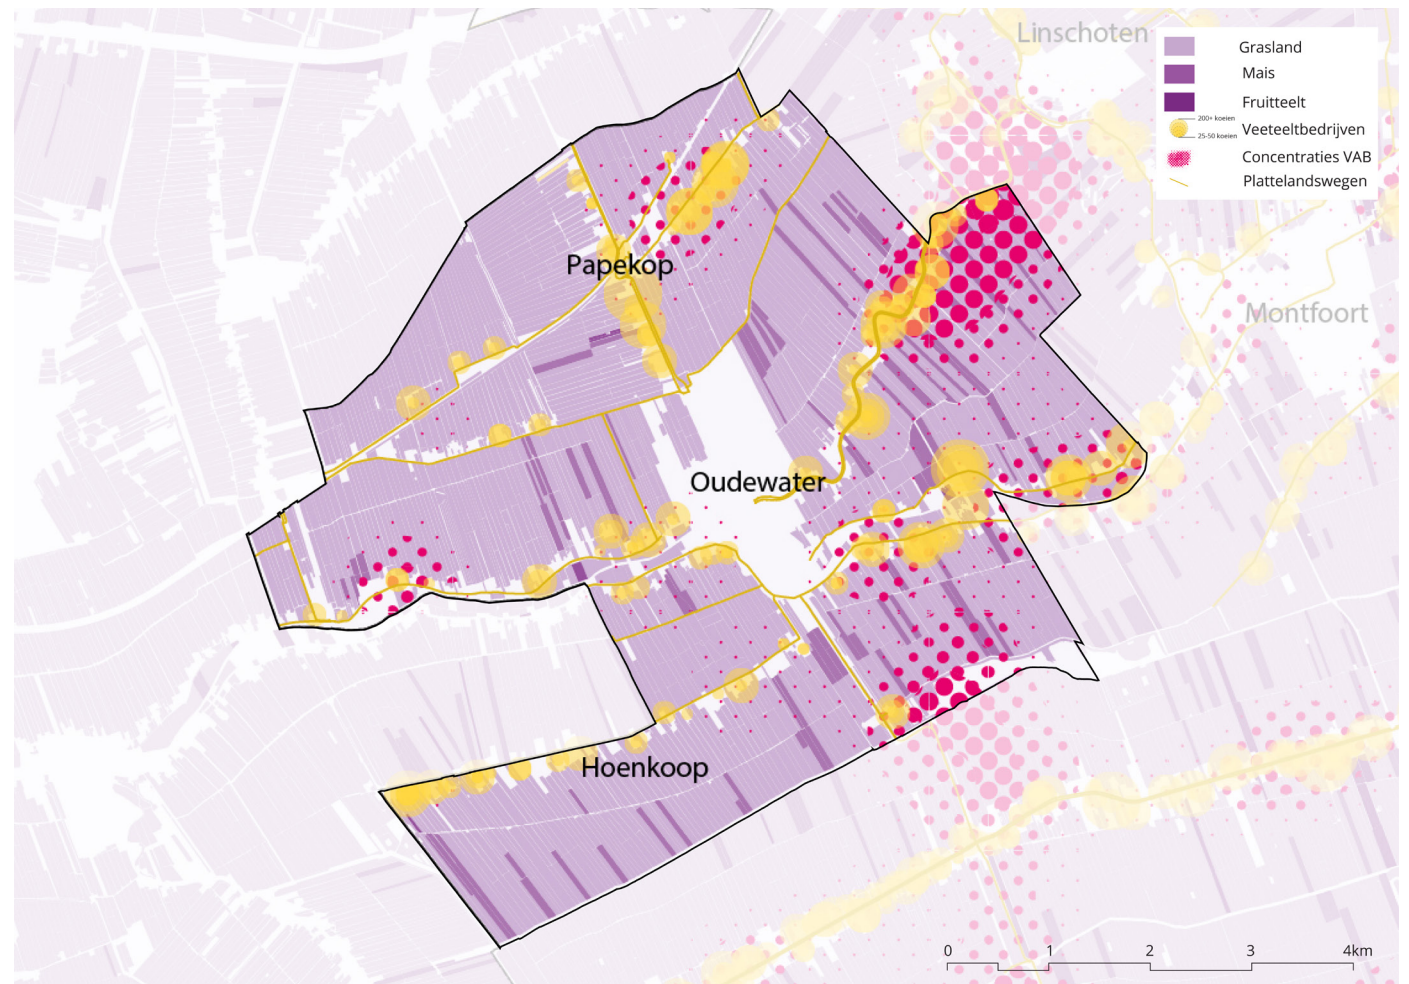 Linschoten
Grasland
Mais
Fruitteelt
200+ koeien
25-50 koeien
Veeteeltbedrijven
Concentraties VAB
Plattelandswegen
Papekop
Montfoort
Oudewater
Hoenkoop
0 1 2 3 4km